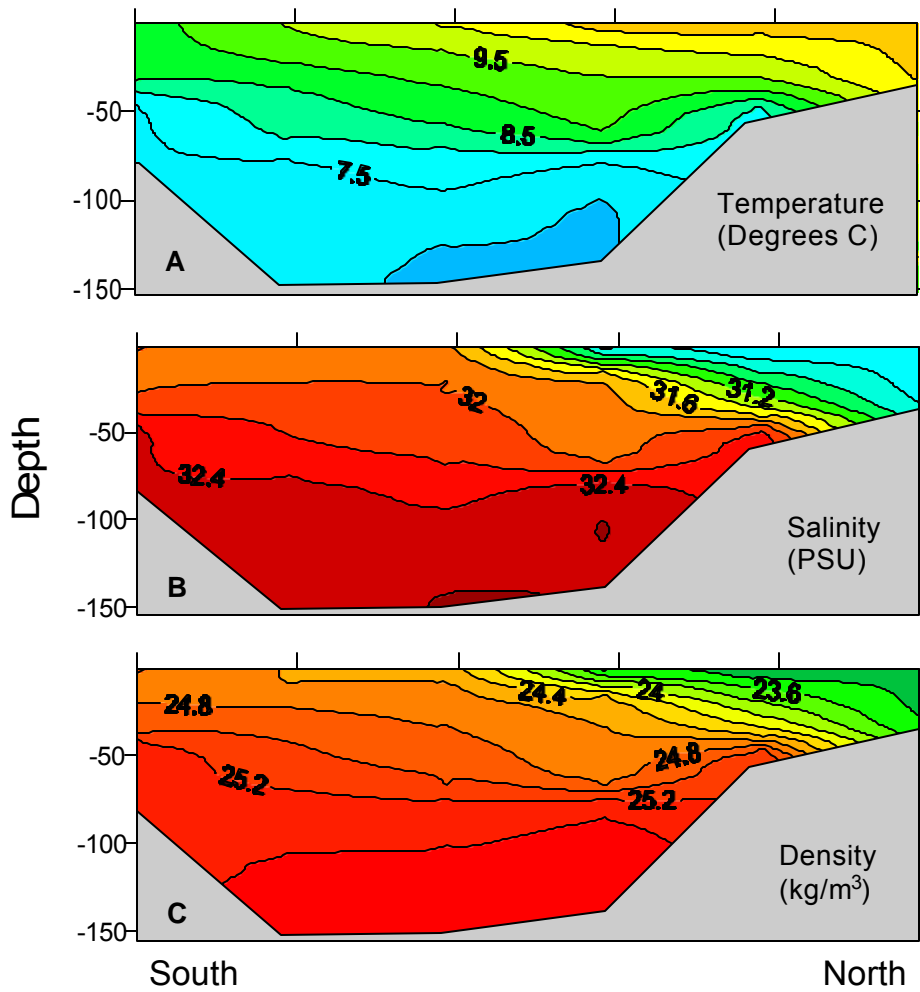 9.5
-50
8.5
7.5
-100
Temperature
(Degrees C)
A
-150
Depth
32
31.6
31.2
-50
32.4
32.4
-100
Salinity
(PSU)
B
-150
24.8
24.4
24
23.6
-50
24.8
25.2
25.2
-100
Density
(kg/m³)
C
-150
South
North